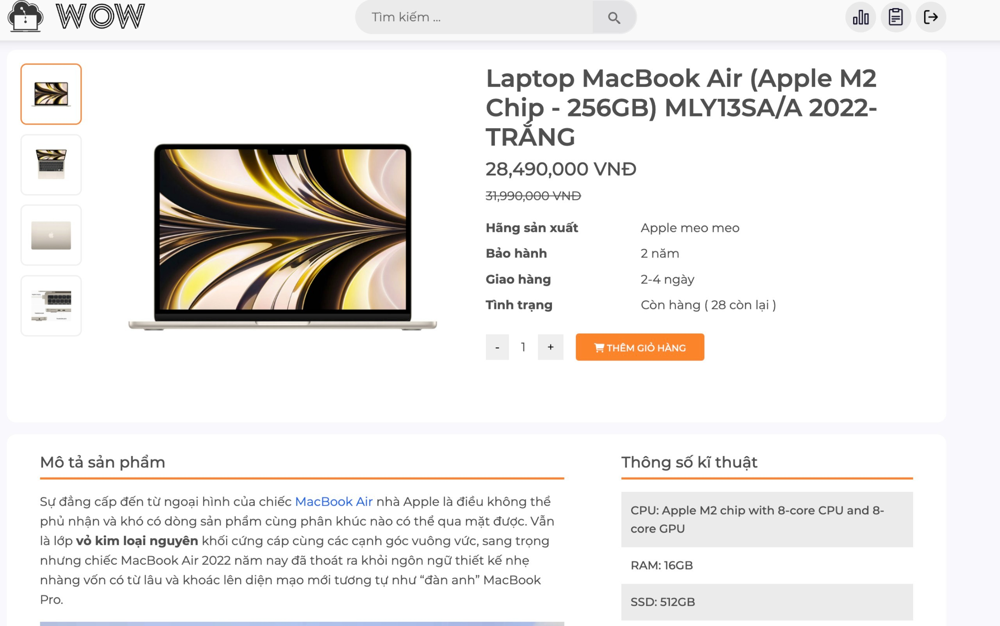 WOW
Tìm kiếm ...
Laptop MacBook Air (Apple M2
Chip - 256GB) MLY13SA/A 2022-
TRẮNG
28,490,000 VNĐ
31,990,000 VNĐ
Hãng sản xuất Apple meo meo
Bảo hành 2 năm
Giao hàng 2-4 ngày
Tình trạng Còn hàng ( 28 còn lại )
- 1 + THÊM GIỎ HÀNG
Mô tả sản phẩm
Sự đẳng cấp đến từ ngoại hình của chiếc MacBook Air nhà Apple là điều không thể
phủ nhận và khó có dòng sản phẩm cùng phân khúc nào có thể qua mặt được. Vẫn
là lớp vỏ kim loại nguyên khối cứng cáp cùng các cạnh góc vuông vức, sang trọng
nhưng chiếc MacBook Air 2022 năm nay đã thoát ra khỏi ngôn ngữ thiết kế nhẹ
nhàng vốn có từ lâu và khoác lên diện mạo mới tương tự như “đàn anh” MacBook
Pro.
Thông số kĩ thuật
CPU: Apple M2 chip with 8-core CPU and 8-
core GPU
RAM: 16GB
SSD: 512GB